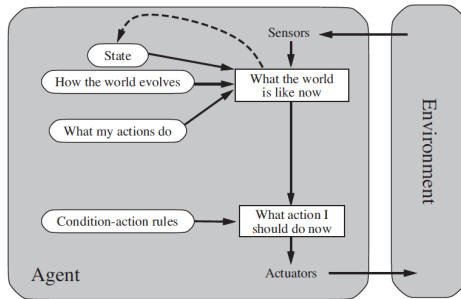 Sensors
State
How the world evolves
What the world
is like now
What my actions do
Environment
Condition-action rules
What action I
should do now
Agent
Actuators